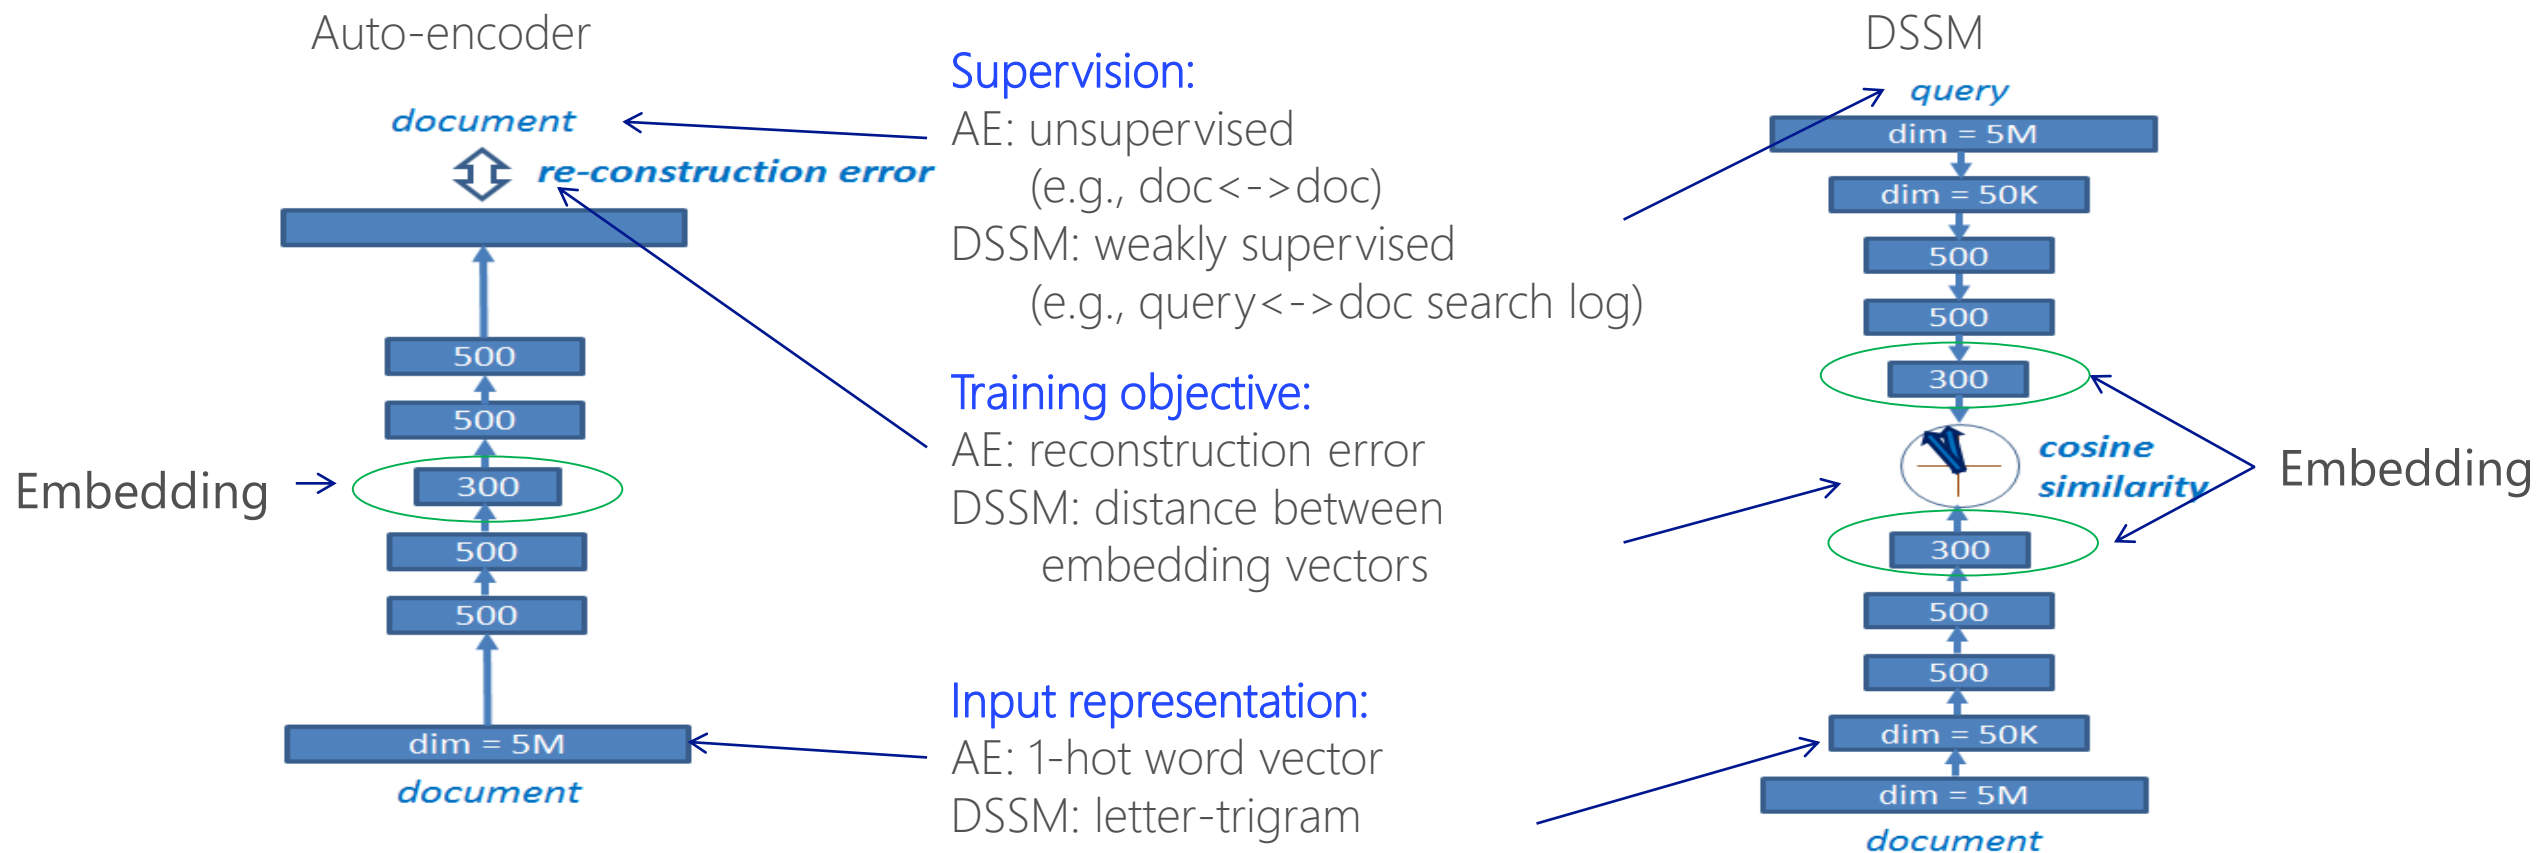 Auto-encoder
document
re-construction error
500
500
Embedding
300
500
500
dim = 5M
document
Supervision:
AE: unsupervised
(e.g., doc<->doc)
DSSM: weakly supervised
(e.g., query<->doc search log)
Training objective:
AE: reconstruction error
DSSM: distance between
embedding vectors
Input representation:
AE: 1-hot word vector
DSSM: letter-trigram
DSSM
query
dim = 5M
dim = 50K
500
500
300
cosine
similarity
Embedding
300
500
500
dim = 50K
dim = 5M
document